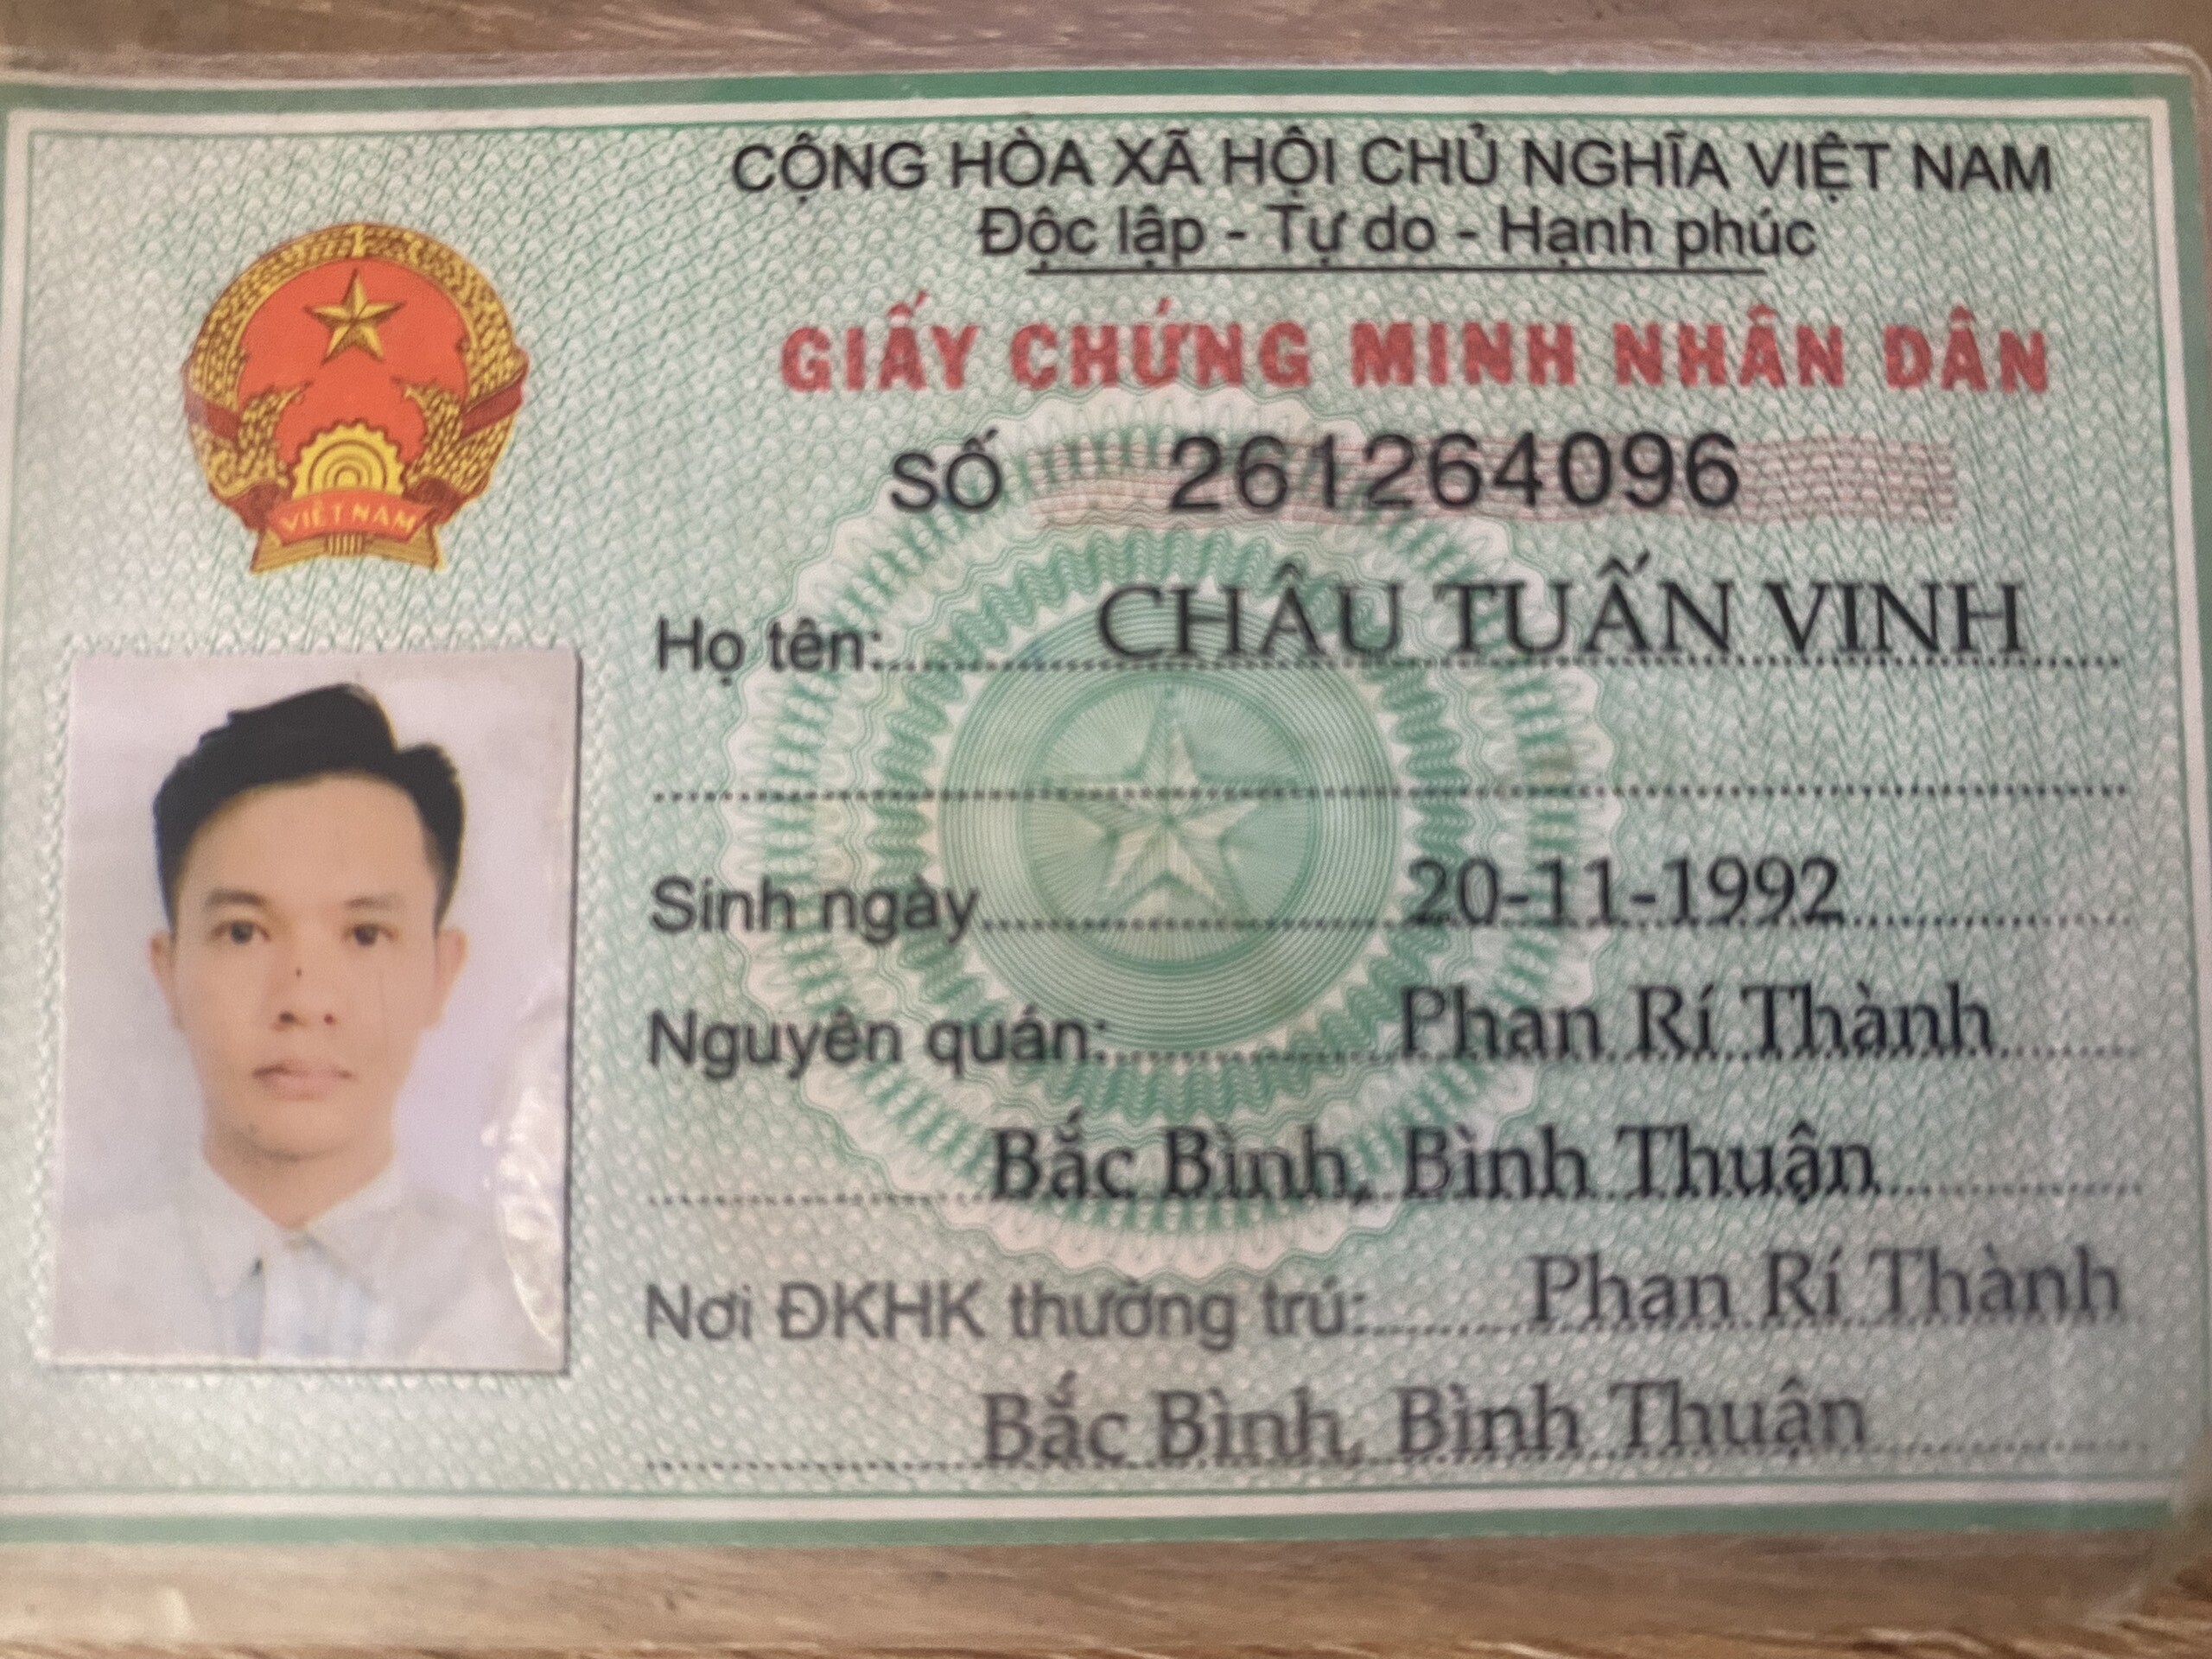 CỘNG HÒA XÃ HỘI CHỦ NGHĨA VIỆT NAM
Độc lập - Tự do - Hạnh phúc
GIẤY CHỨNG MINH NHÂN DÂN
SỐ 261264096
VIỆT NAM
Họ tên: CHÂU TUẤN VINH
Sinh ngày 20-11-1992
Nguyên quán: Phan Rí Thành
Bắc Bình, Bình Thuận
Nơi ĐKHK thường trú: Phan Rí Thành
Bắc Bình, Bình Thuận